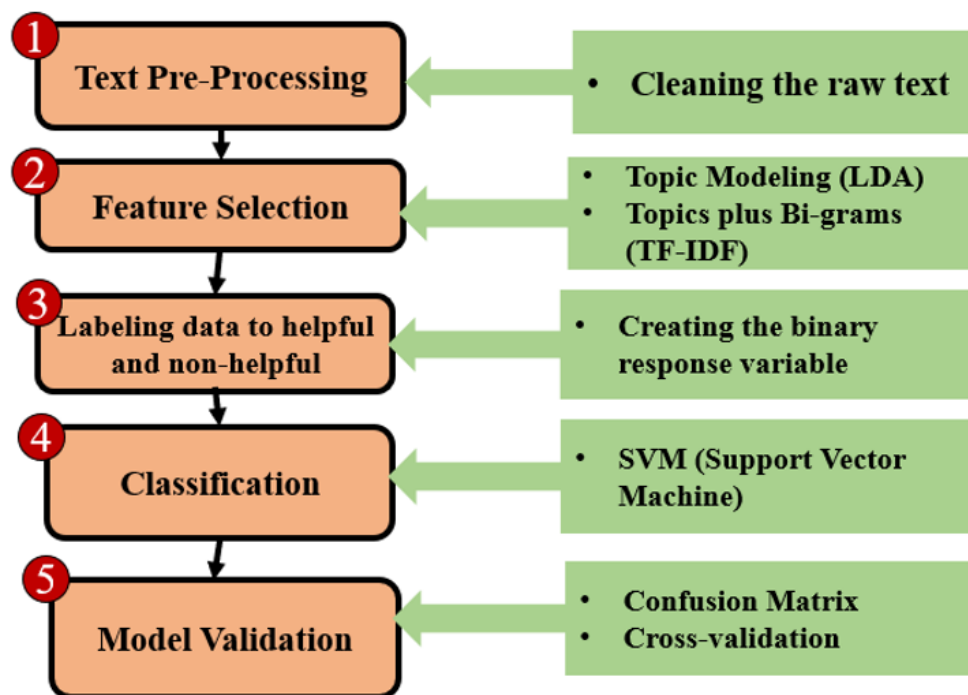 1
Text Pre-Processing
• Cleaning the raw text
2
Feature Selection
• Topic Modeling (LDA)
• Topics plus Bi-grams
(TF-IDF)
3
Labeling data to helpful
and non-helpful
• Creating the binary
response variable
4
Classification
• SVM (Support Vector
Machine)
5
Model Validation
• Confusion Matrix
• Cross-validation